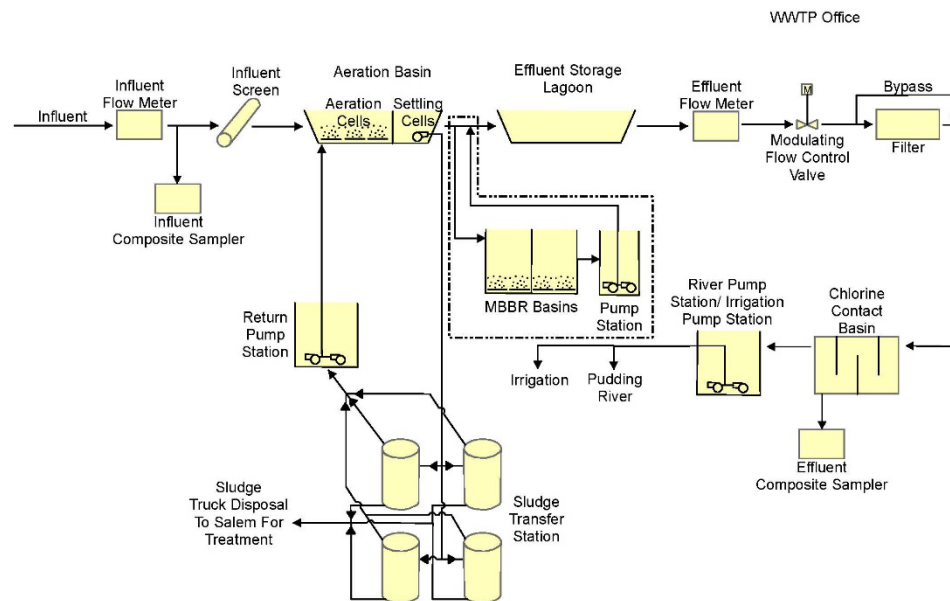 WWTP Office
Influent
Influent
Flow Meter
Influent
Screen
Aeration Basin
Aeration
Cells
Settling
Cells
Effluent Storage
Lagoon
Effluent
Flow Meter
M
Modulating
Flow Control
Valve
Bypass
Filter
Influent
Composite Sampler
MBBR Basins
Pump
Station
River Pump
Station/ Irrigation
Pump Station
Chlorine
Contact
Basin
Return
Pump
Station
Irrigation
Pudding
River
Effluent
Composite Sampler
Sludge
Truck Disposal
To Salem For
Treatment
Sludge
Transfer
Station